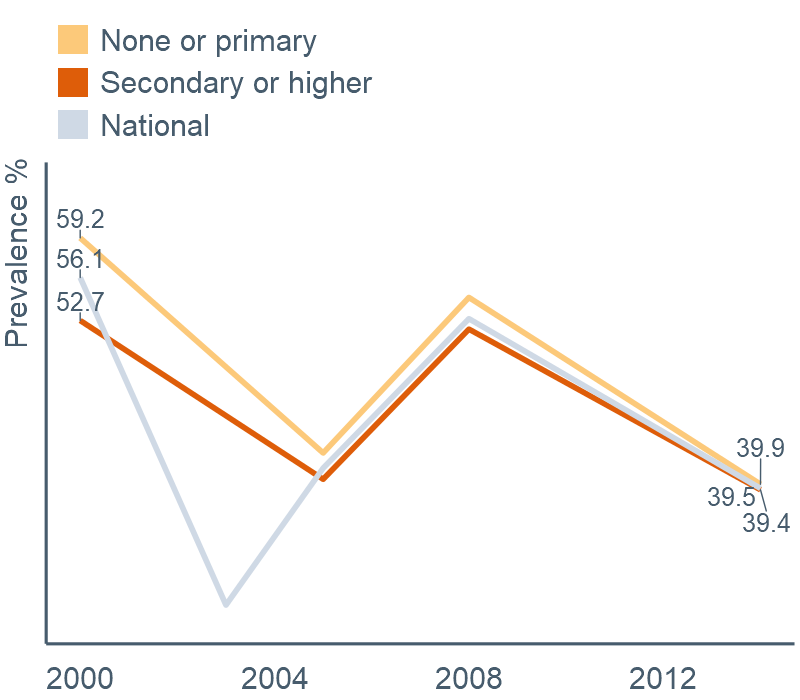 None or primary
Secondary or higher
National
Prevalence %
59.2
56.1
52.7
39.9
39.5
39.4
2000 2004 2008 2012